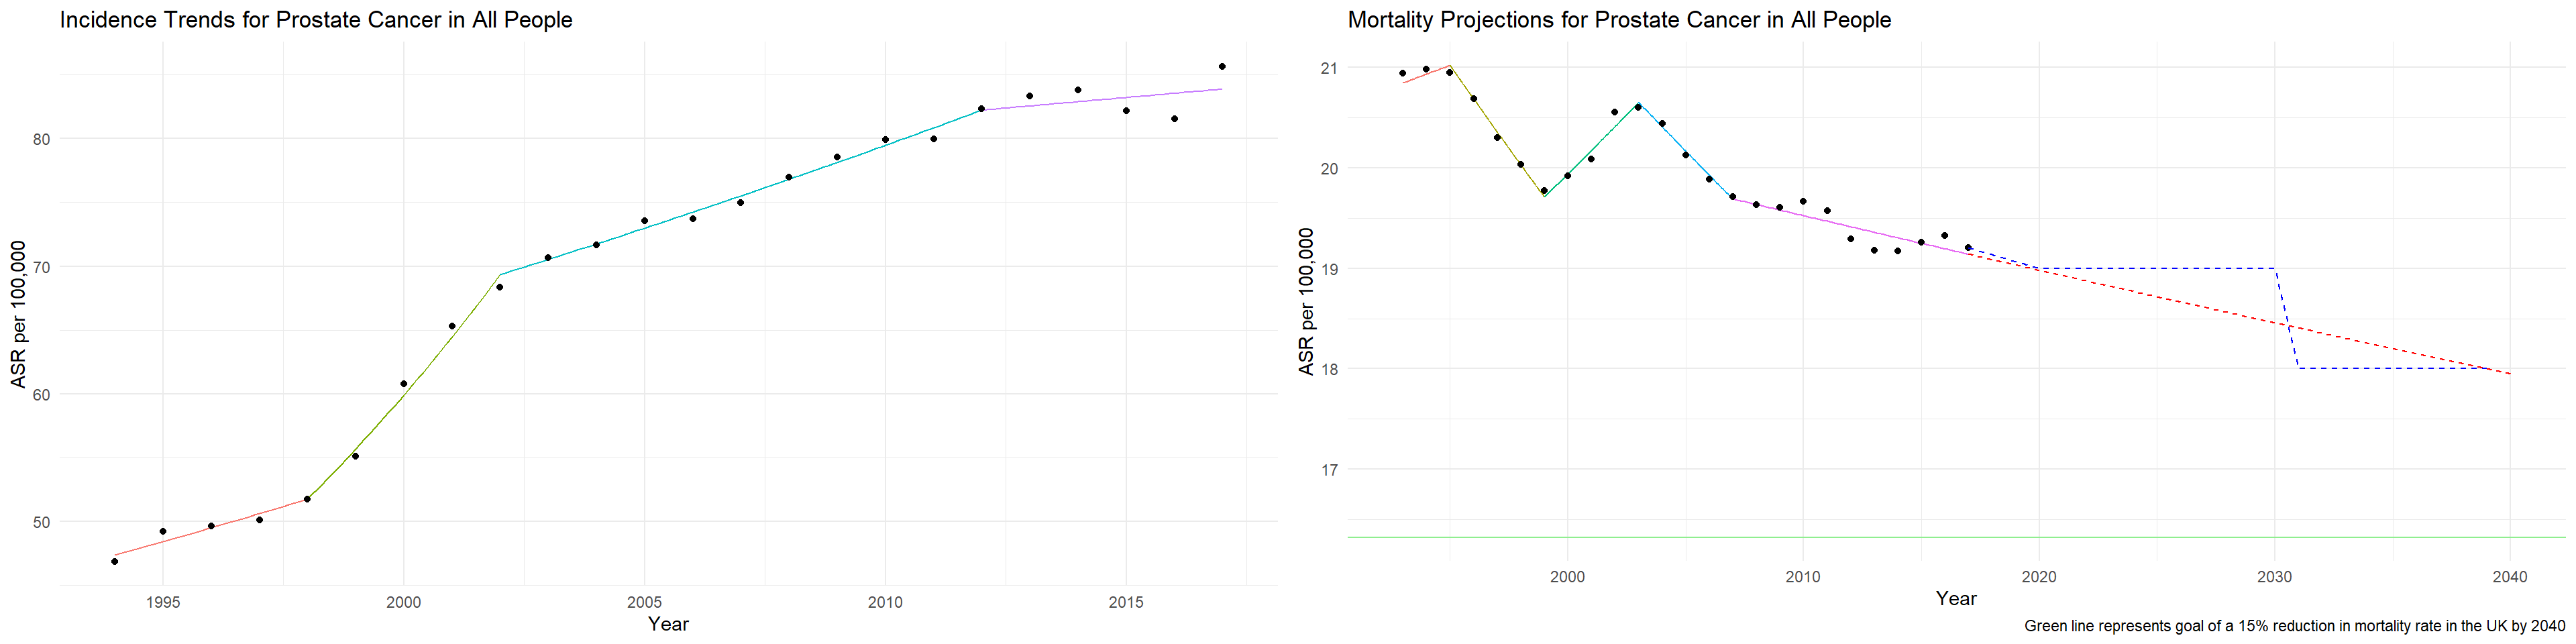 Incidence Trends for Prostate Cancer in All People
ASR per 100,000
80
70
60
50
1995
2000
2005
2010
2015
Year
Mortality Projections for Prostate Cancer in All People
ASR per 100,000
21
20
19
18
17
2000
2010
2020
2030
2040
Year
Green line represents goal of a 15% reduction in mortality rate in the UK by 2040